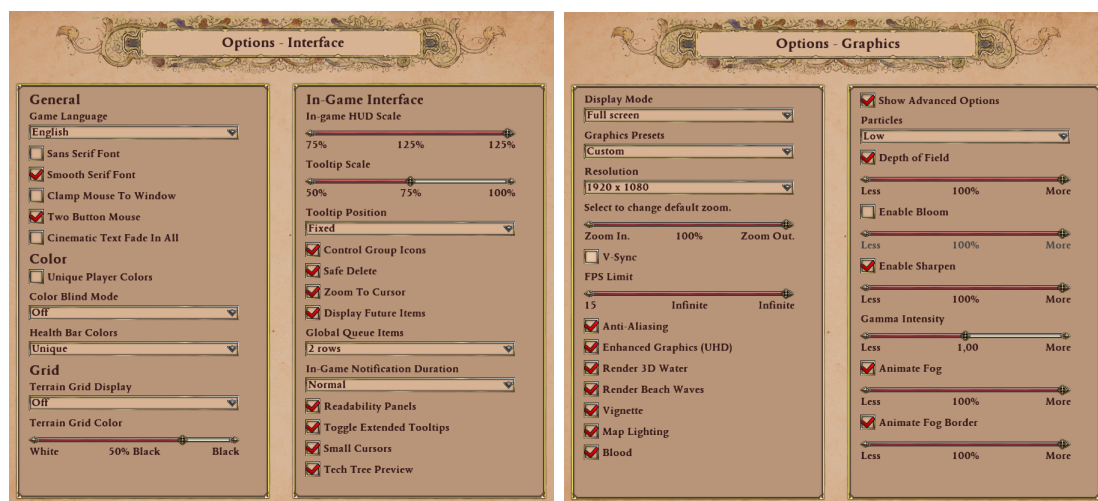 Options - Interface
General
Game Language
English
Sans Serif Font
Smooth Serif Font
Clamp Mouse To Window
Two Button Mouse
Cinematic Text Fade In All
Color
Unique Player Colors
Color Blind Mode
Off
Health Bar Colors
Unique
Grid
Terrain Grid Display
Off
Terrain Grid Color
White 50% Black Black
In-Game Interface
In-game HUD Scale
75% 125% 125%
Tooltip Scale
50% 75% 100%
Tooltip Position
Fixed
Control Group Icons
Safe Delete
Zoom To Cursor
Display Future Items
Global Queue Items
2 rows
In-Game Notification Duration
Normal
Readability Panels
Toggle Extended Tooltips
Small Cursors
Tech Tree Preview
Options - Graphics
Display Mode
Full screen
Graphics Presets
Custom
Resolution
1920 x 1080
Select to change default zoom.
Zoom In. 100% Zoom Out.
V-Sync
FPS Limit
15 Infinite Infinite
Anti-Aliasing
Enhanced Graphics (UHD)
Render 3D Water
Render Beach Waves
Vignette
Map Lighting
Blood
Show Advanced Options
Particles
Low
Depth of Field
Less 100% More
Enable Bloom
Less 100% More
Enable Sharpen
Less 100% More
Gamma Intensity
Less 1,00 More
Animate Fog
Less 100% More
Animate Fog Border
Less 100% More